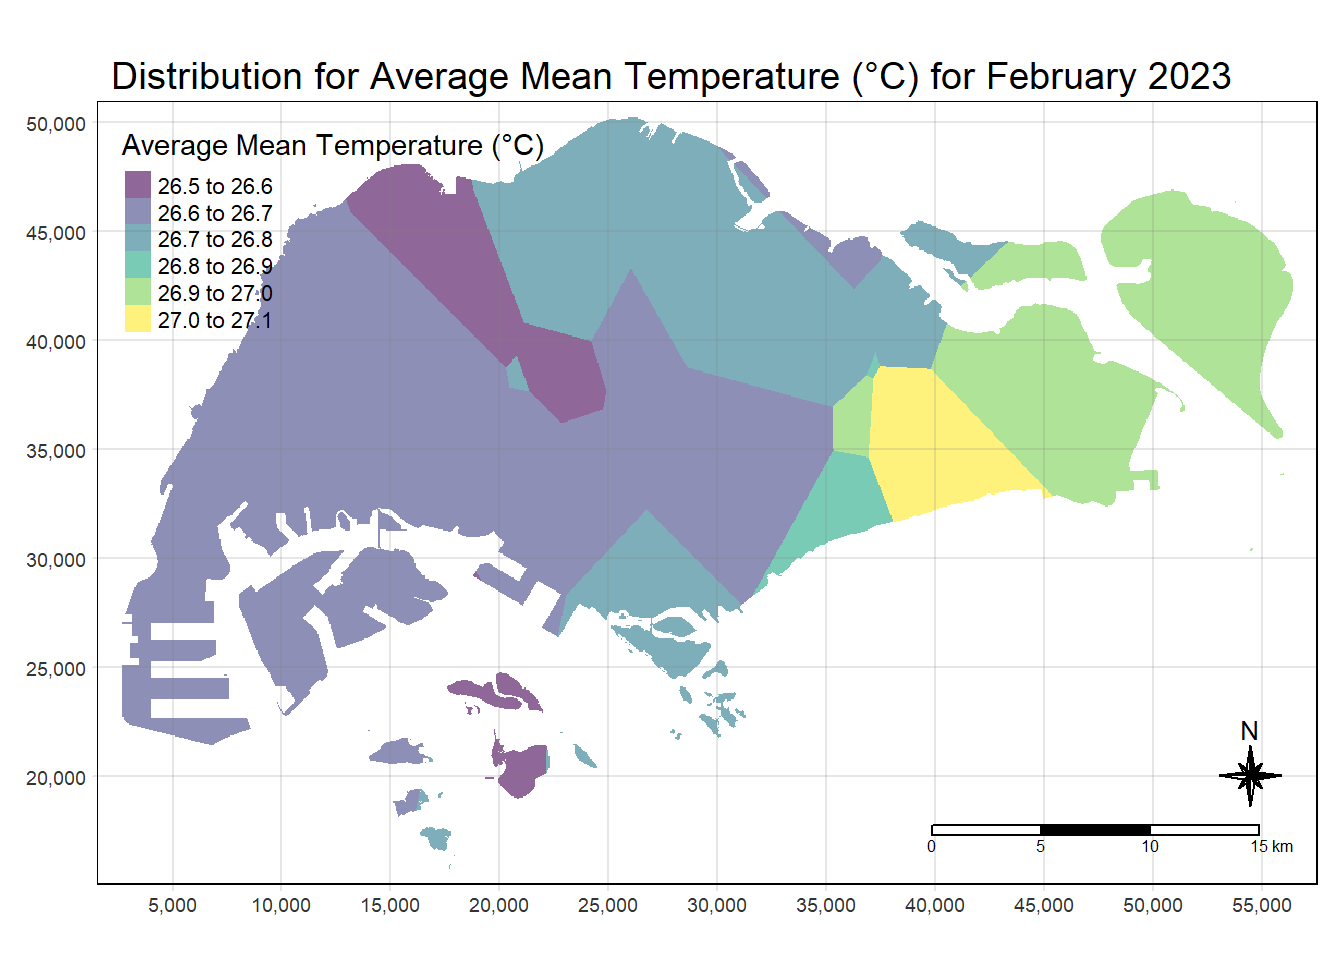 Distribution for Average Mean Temperature (°C) for February 2023
Average Mean Temperature (°C)
26.5 to 26.6
26.6 to 26.7
26.7 to 26.8
26.8 to 26.9
26.9 to 27.0
27.0 to 27.1
50,000
45,000
40,000
35,000
30,000
25,000
20,000
N
0 5 10 15 km
5,000 10,000 15,000 20,000 25,000 30,000 35,000 40,000 45,000 50,000 55,000